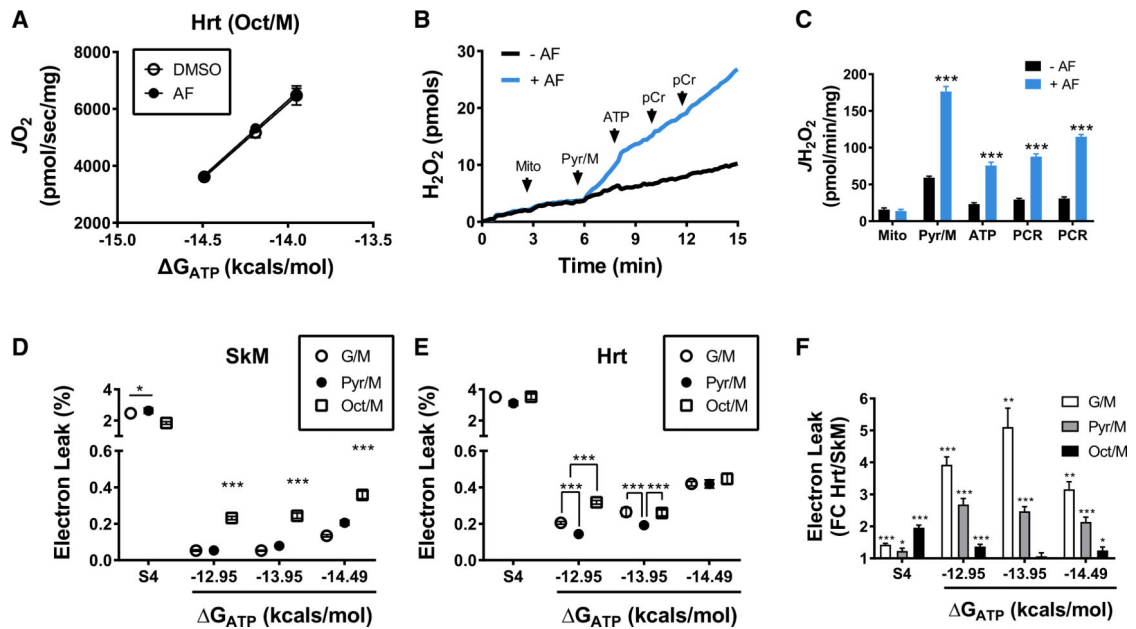 A
Hrt (Oct/M)
DMSO
AF
8000
6000
4000
2000
JO₂
(pmol/sec/mg)
-15.0 -14.5 -14.0 -13.5
ΔG_ATP (kcals/mol)
B
- AF
+ AF
30
20
10
0
H₂O₂ (pmols)
Mito
Pyr/M
ATP
pCr
pCr
0 3 6 9 12 15
Time (min)
C
- AF
+ AF
200
150
100
50
0
JH₂O₂
(pmol/min/mg)
***
***
***
***
Mito Pyr/M ATP PCR PCR
D
SkM
G/M
Pyr/M
Oct/M
Electron Leak (%)
4
2
0.6
0.4
0.2
0.0
*
***
***
***
S4 -12.95 -13.95 -14.49
ΔG_ATP (kcals/mol)
E
Hrt
G/M
Pyr/M
Oct/M
Electron Leak (%)
4
2
0.6
0.4
0.2
0.0
***
***
*** ***
S4 -12.95 -13.95 -14.49
ΔG_ATP (kcals/mol)
F
G/M
Pyr/M
Oct/M
Electron Leak
(FC Hrt/SkM)
6
5
4
3
2
1
*** * ***
*** *** ***
** ***
** *** *
S4 -12.95 -13.95 -14.49
ΔG_ATP (kcals/mol)